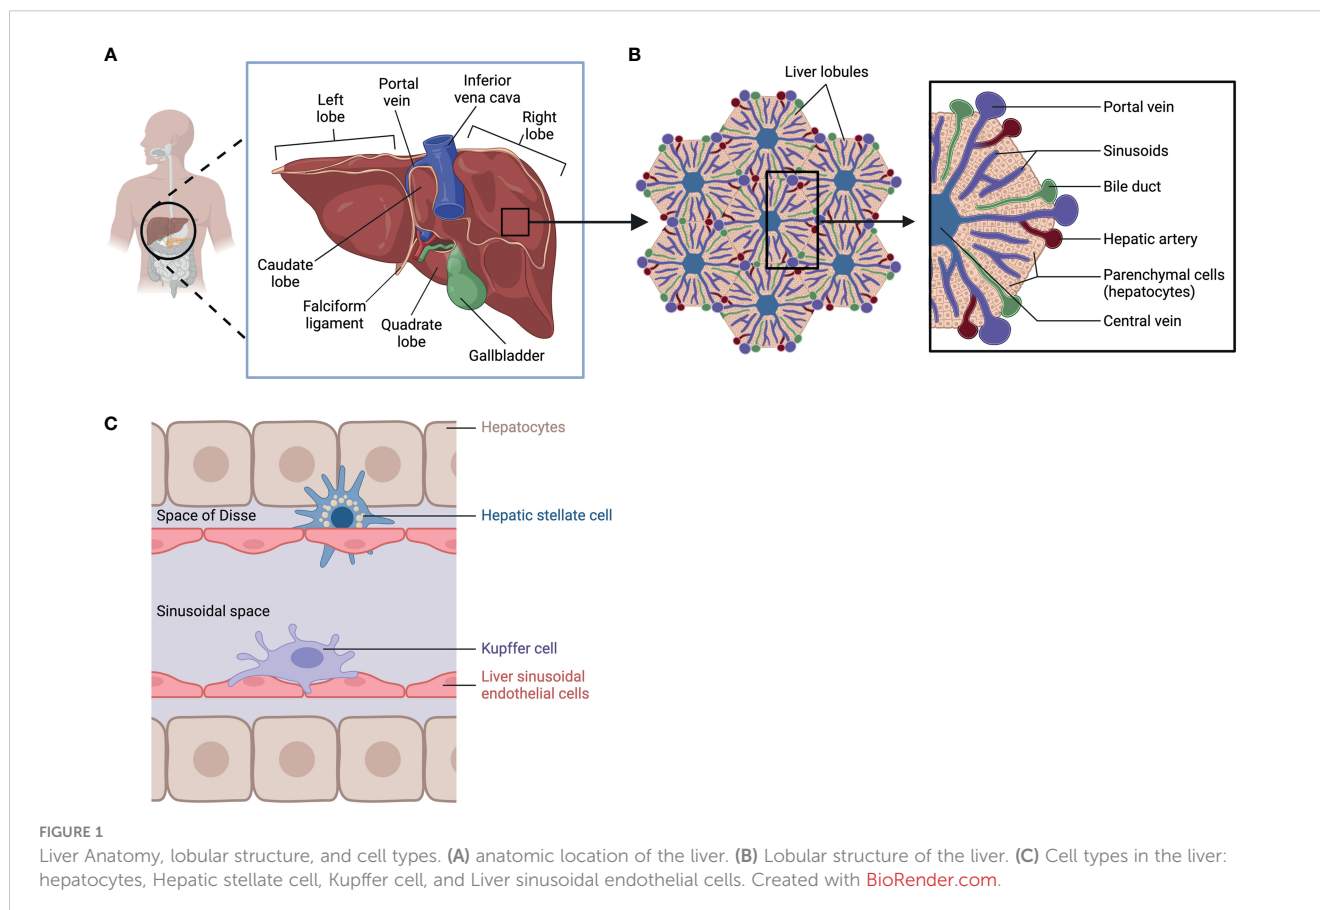 A
Left
lobe
Portal
vein
Inferior
vena cava
Right
lobe
Caudate
lobe
Falciform
ligament
Quadrate
lobe
Gallbladder
B
Liver lobules
Portal vein
Sinusoids
Bile duct
Hepatic artery
Parenchymal cells
(hepatocytes)
Central vein
C
Hepatocytes
Space of Disse
Hepatic stellate cell
Sinusoidal space
Kupffer cell
Liver sinusoidal
endothelial cells
FIGURE 1
Liver Anatomy, lobular structure, and cell types. (A) anatomic location of the liver. (B) Lobular structure of the liver. (C) Cell types in the liver:
hepatocytes, Hepatic stellate cell, Kupffer cell, and Liver sinusoidal endothelial cells. Created with BioRender.com.